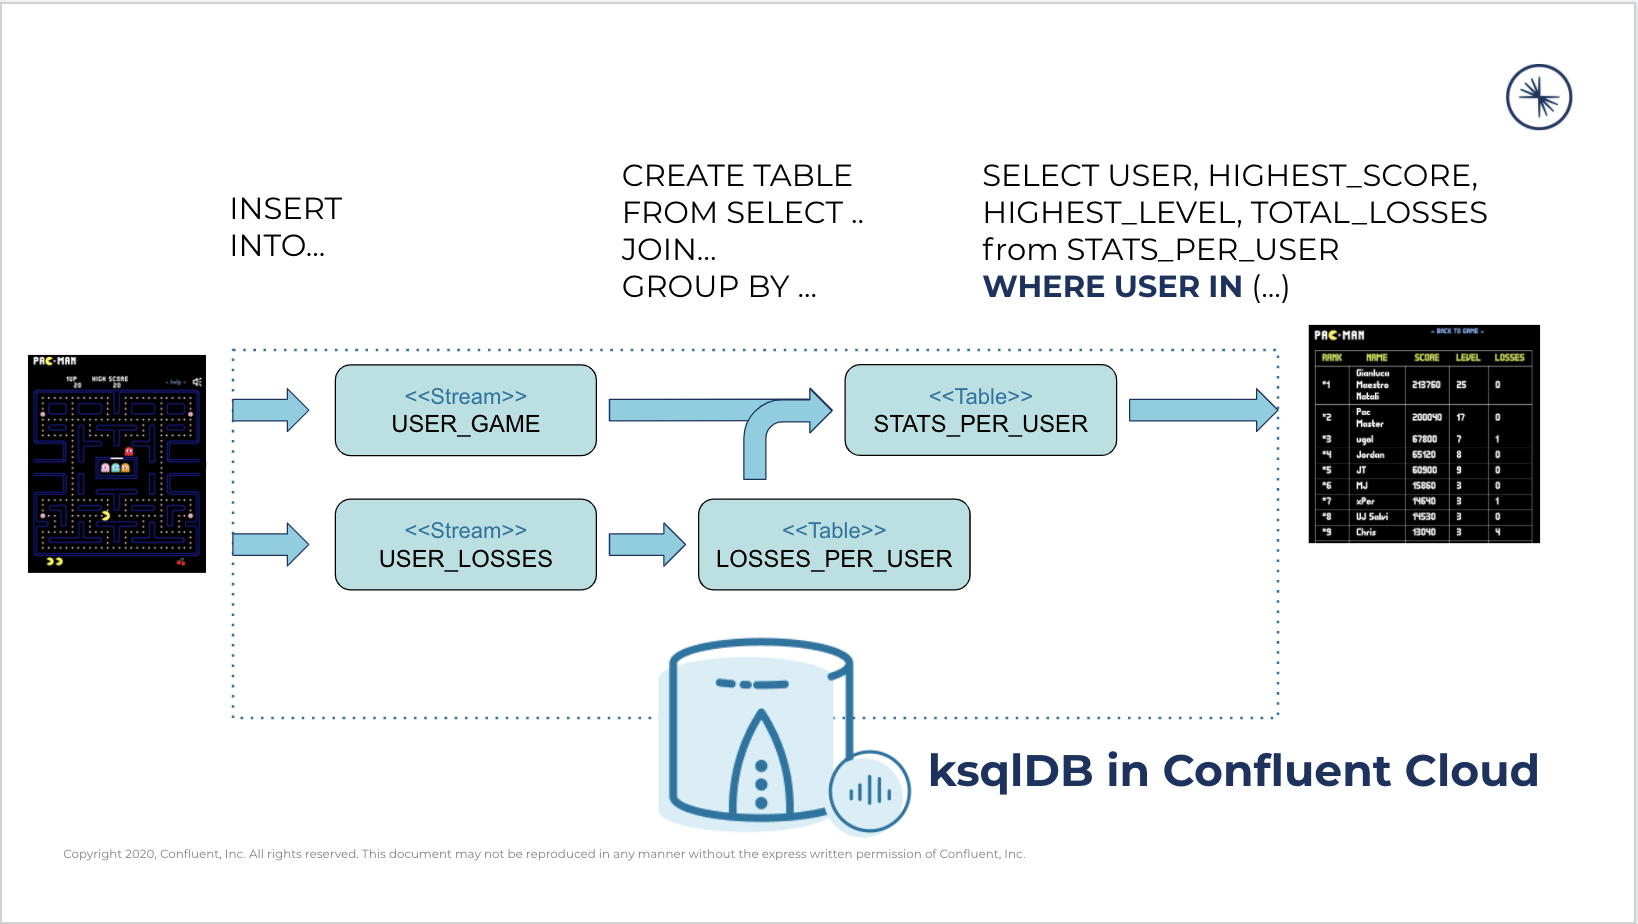 INSERT
INTO...
CREATE TABLE
FROM SELECT ..
JOIN...
GROUP BY ...
SELECT USER, HIGHEST_SCORE,
HIGHEST_LEVEL, TOTAL_LOSSES
from STATS_PER_USER
WHERE USER IN (...)
PAC-MAN
1UP HIGH SCORE
20 20
- help -
<<Stream>>
USER_GAME
<<Table>>
STATS_PER_USER
<<Stream>>
USER_LOSSES
<<Table>>
LOSSES_PER_USER
PAC-MAN
- BACK TO GAME -
RANK NAME SCORE LEVEL LOSSES
#1 Gianluca Maestro Natali 213760 25 0
#2 Pac Master 200040 17 0
#3 ugol 67800 7 1
#4 Jordan 65120 8 0
#5 JT 60900 9 0
#6 MJ 15860 3 0
#7 xPer 14640 3 1
#8 UJ Salvi 14530 3 0
#9 Chris 13040 3 4
ksqlDB in Confluent Cloud
Copyright 2020, Confluent, Inc. All rights reserved. This document may not be reproduced in any manner without the express written permission of Confluent, Inc.